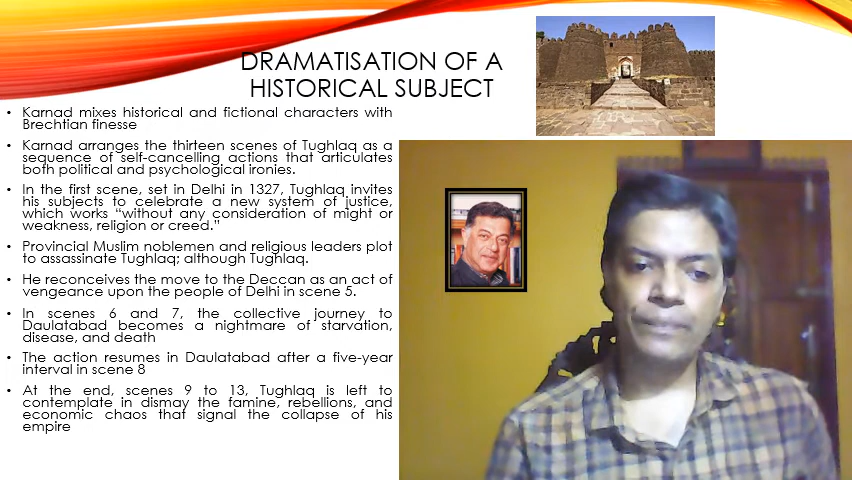 DRAMATISATION OF A
HISTORICAL SUBJECT
• Karnad mixes historical and fictional characters with
Brechtian finesse
• Karnad arranges the thirteen scenes of Tughlaq as a
sequence of self-cancelling actions that articulates
both political and psychological ironies.
• In the first scene, set in Delhi in 1327, Tughlaq invites
his subjects to celebrate a new system of justice,
which works “without any consideration of might or
weakness, religion or creed.”
• Provincial Muslim noblemen and religious leaders plot
to assassinate Tughlaq; although Tughlaq.
• He reconceives the move to the Deccan as an act of
vengeance upon the people of Delhi in scene 5.
• In scenes 6 and 7, the collective journey to
Daulatabad becomes a nightmare of starvation,
disease, and death
• The action resumes in Daulatabad after a five-year
interval in scene 8
• At the end, scenes 9 to 13, Tughlaq is left to
contemplate in dismay the famine, rebellions, and
economic chaos that signal the collapse of his
empire